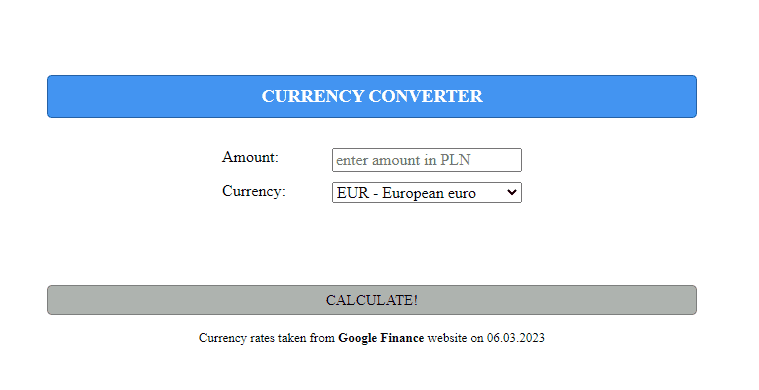 CURRENCY CONVERTER
Amount: enter amount in PLN
Currency: EUR - European euro
CALCULATE!
Currency rates taken from Google Finance website on 06.03.2023